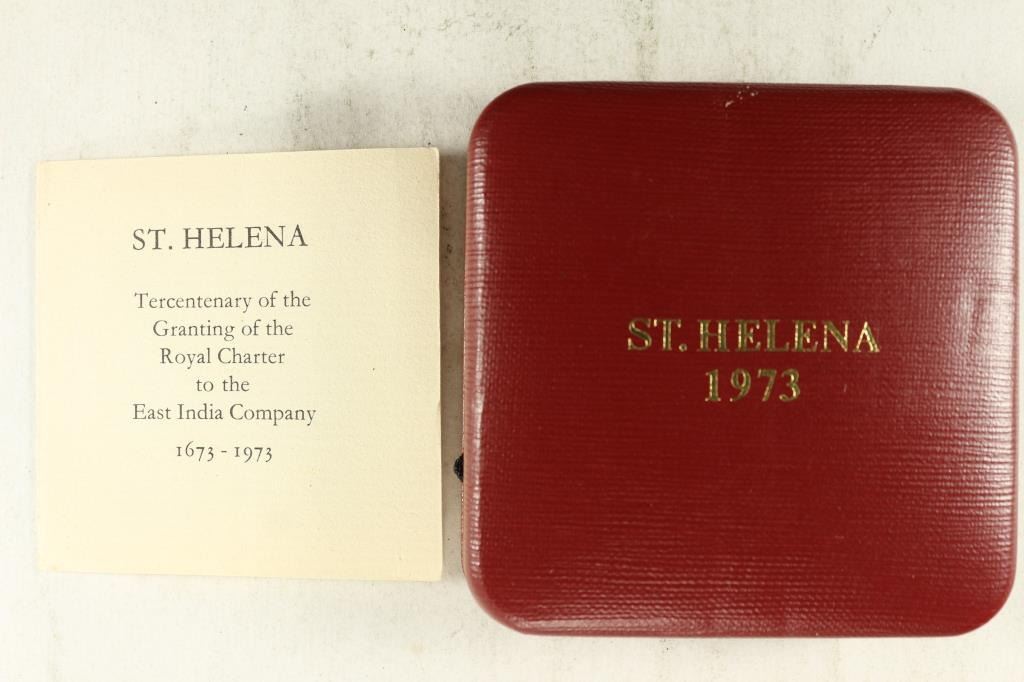 ST. HELENA
Tercentenary of the
Granting of the
Royal Charter
to the
East India Company
1673 - 1973
ST. HELENA
1973